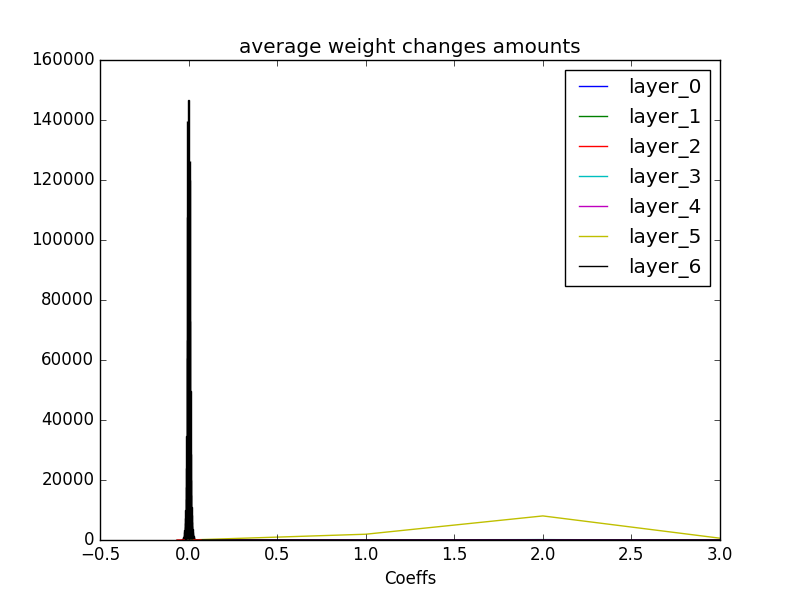 average weight changes amounts
160000
140000
120000
100000
80000
60000
40000
20000
0
layer_0
layer_1
layer_2
layer_3
layer_4
layer_5
layer_6
−0.5 0.0 0.5 1.0 1.5 2.0 2.5 3.0
Coeffs